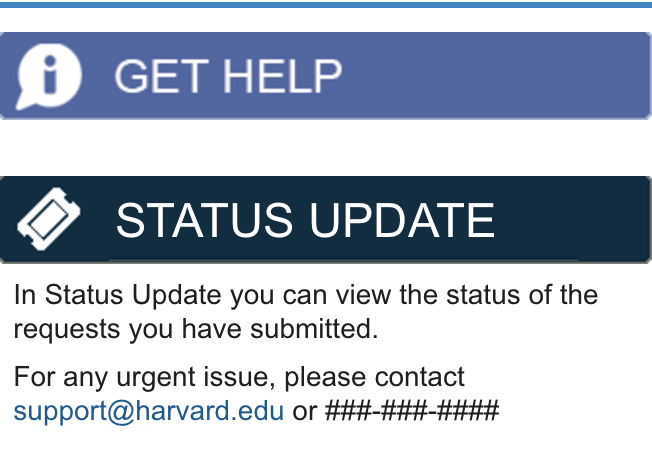 GET HELP
STATUS UPDATE
In Status Update you can view the status of the
requests you have submitted.
For any urgent issue, please contact
support@harvard.edu or ###-###-####